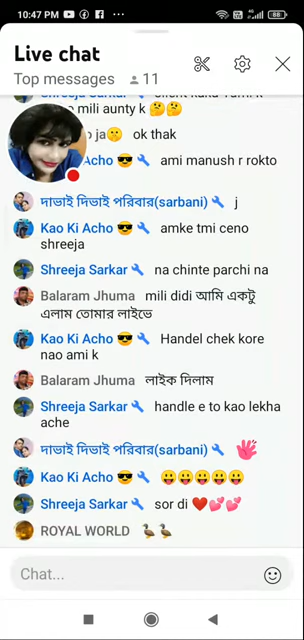 10:47 PM
88
Live chat
Top messages 11
mili aunty k 🤔🤔
ja🤫 ok thak
Acho 😎 ami manush r rokto
দাভাই দিভাই পরিবার(sarbani) j
Kao Ki Acho 😎 amke tmi ceno
shreeja
Shreeja Sarkar na chinte parchi na
Balaram Jhuma mili didi আমি একটু
এলাম তোমার লাইভে
Kao Ki Acho 😎 Handel chek kore
nao ami k
Balaram Jhuma লাইক দিলাম
Shreeja Sarkar handle e to kao lekha
ache
দাভাই দিভাই পরিবার(sarbani) 👋
Kao Ki Acho 😎 😛😛😛😛😛
Shreeja Sarkar sor di ❤️💕💕
ROYAL WORLD 🦆🦆
Chat...